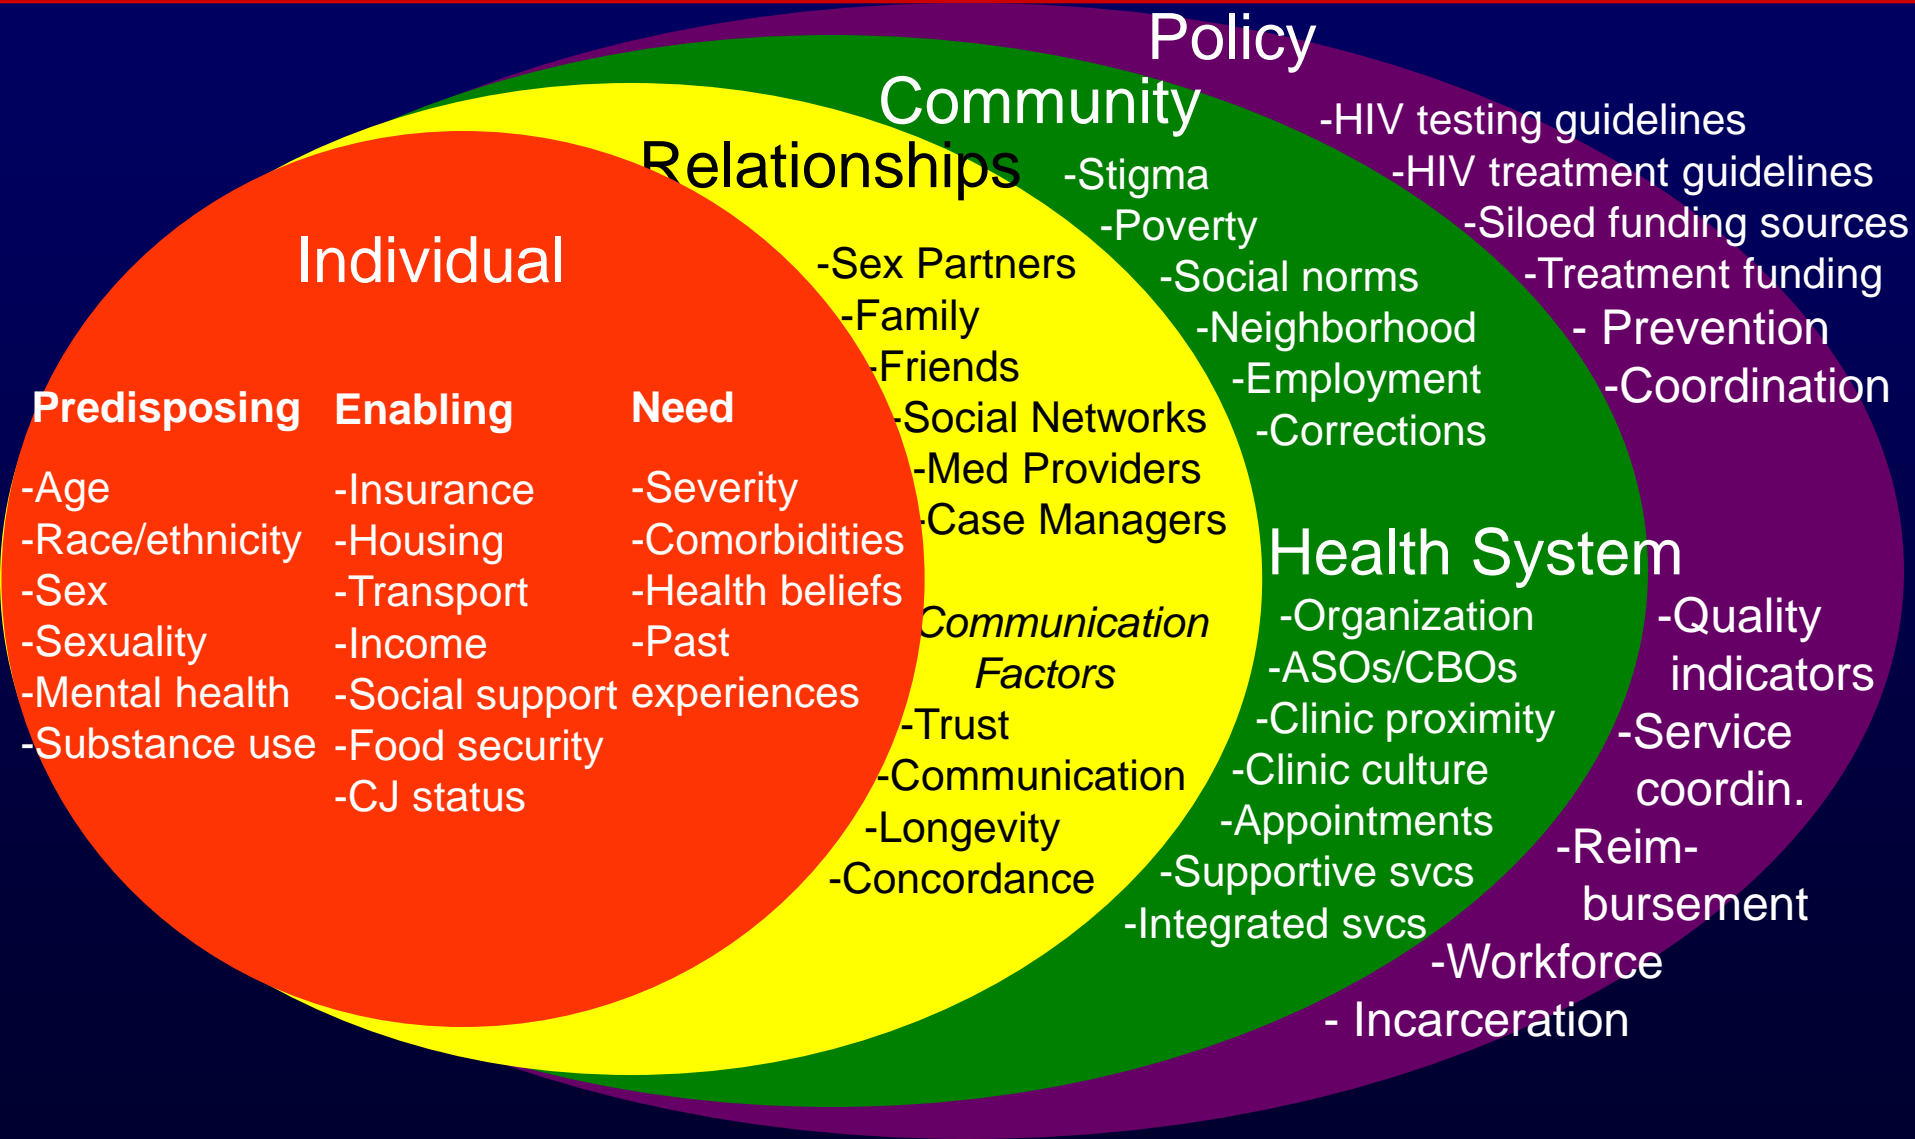 Policy
-HIV testing guidelines
-HIV treatment guidelines
-Siloed funding sources
-Treatment funding
- Prevention
-Coordination
-Quality
indicators
-Service
coordin.
-Reim-
bursement
-Workforce
- Incarceration
Community
-Stigma
-Poverty
-Social norms
-Neighborhood
-Employment
-Corrections
Health System
-Organization
-ASOs/CBOs
-Clinic proximity
-Clinic culture
-Appointments
-Supportive svcs
-Integrated svcs
Relationships
-Sex Partners
-Family
-Friends
-Social Networks
-Med Providers
-Case Managers
Communication
Factors
-Trust
-Communication
-Longevity
-Concordance
Individual
Predisposing
-Age
-Race/ethnicity
-Sex
-Sexuality
-Mental health
-Substance use
Enabling
-Insurance
-Housing
-Transport
-Income
-Social support
-Food security
-CJ status
Need
-Severity
-Comorbidities
-Health beliefs
-Past
experiences